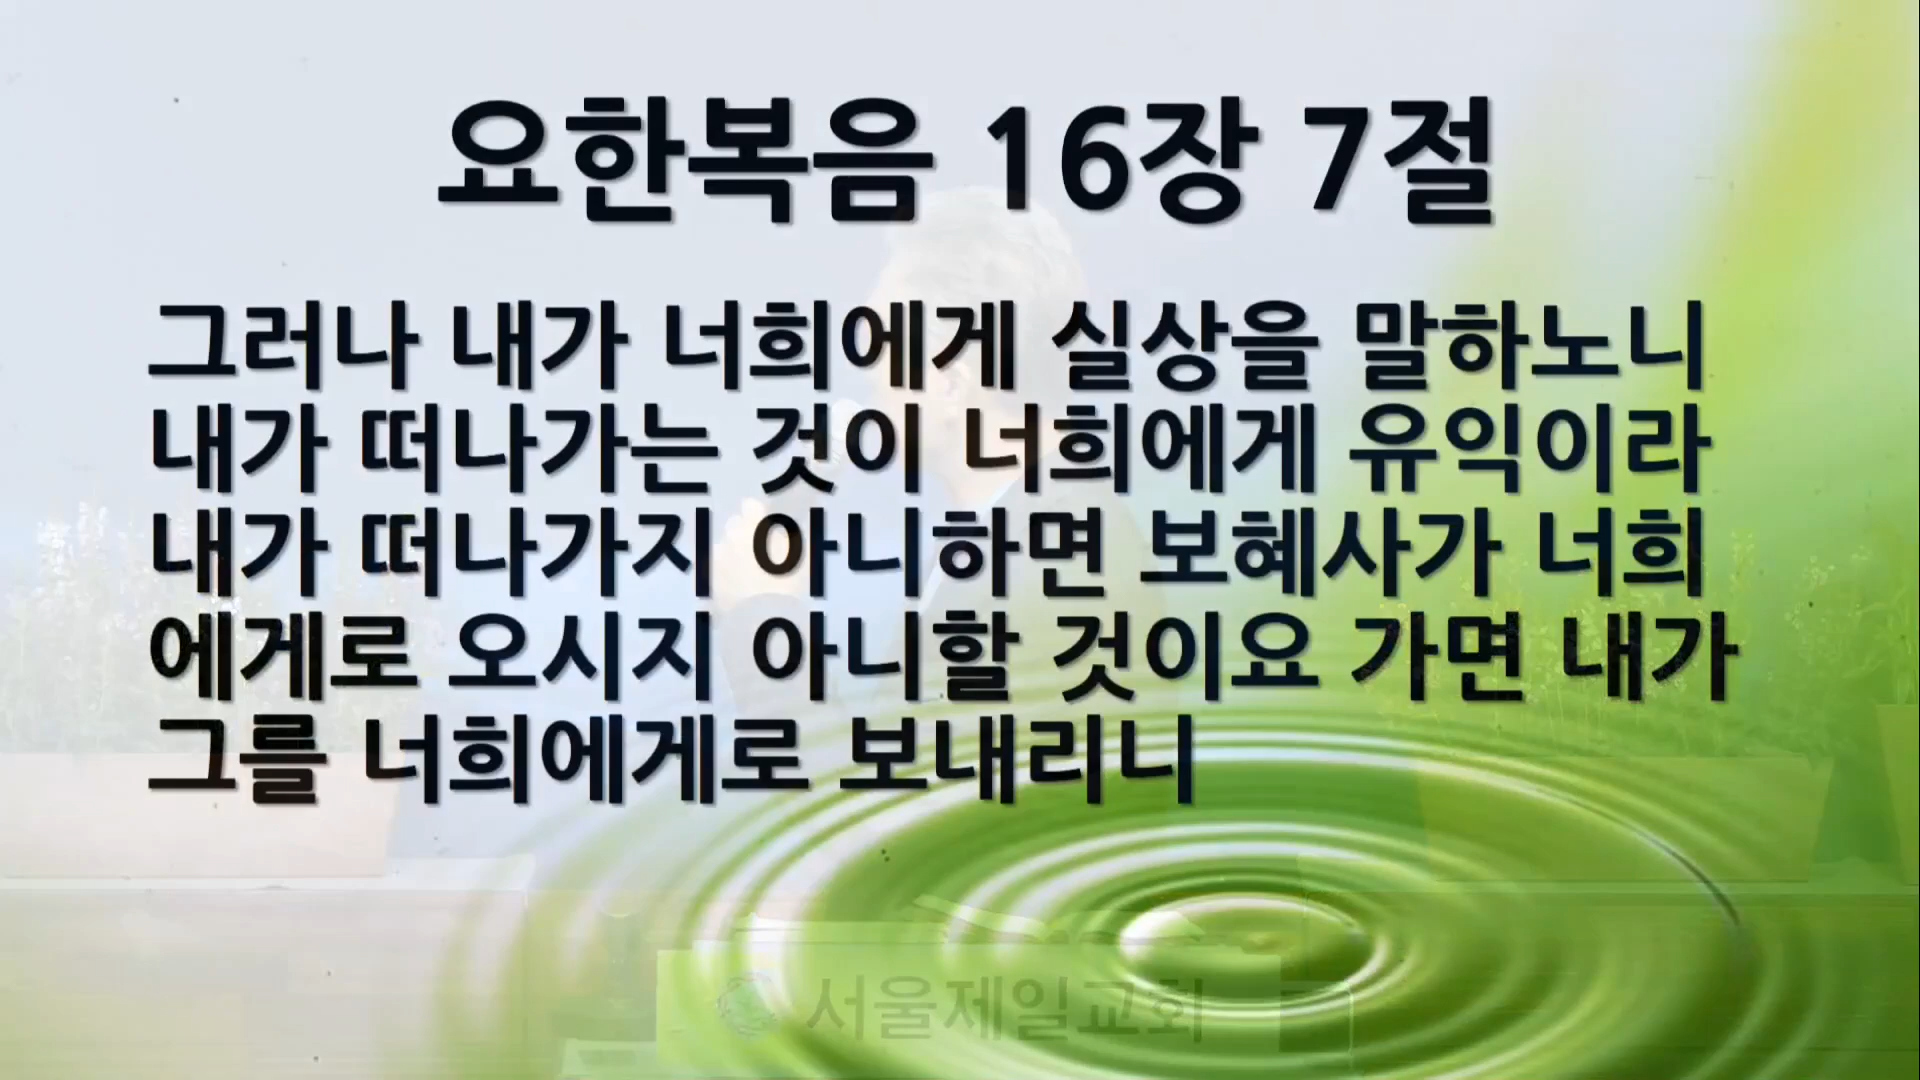 요한복음 16장 7절
그러나 내가 너희에게 실상을 말하노니
내가 떠나가는 것이 너희에게 유익이라
내가 떠나가지 아니하면 보혜사가 너희
에게로 오시지 아니할 것이요 가면 내가
그를 너희에게로 보내리니
서울제일교회